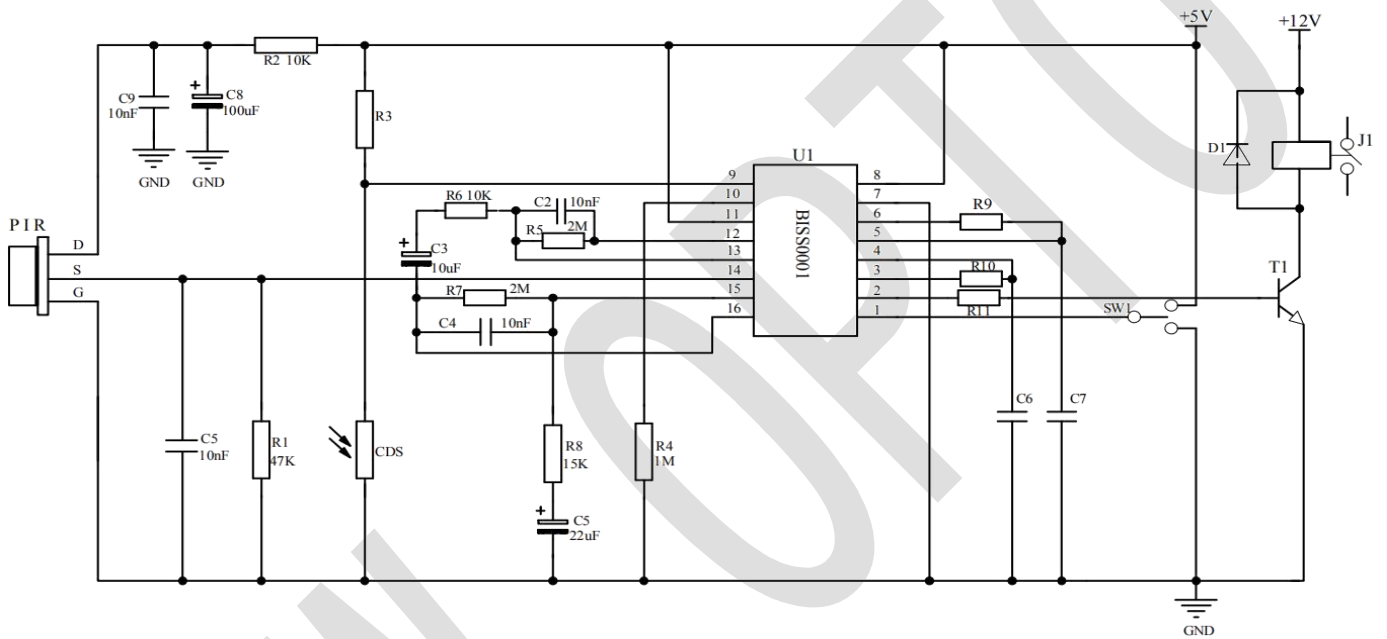 +5V
+12V
R2 10K
C9
10nF
C8
100uF
GND
GND
R3
D1
J1
U1
BISS0001
9
10
11
12
13
14
15
16
8
7
6
5
4
3
2
1
R6 10K
C2
10nF
R5
2M
C3
10uF
R7
2M
C4
10nF
R9
R10
R11
PIR
D
S
G
SW1
T1
C5
10nF
R1
47K
CDS
R8
15K
C5
22uF
R4
1M
C6
C7
GND
W OPTO